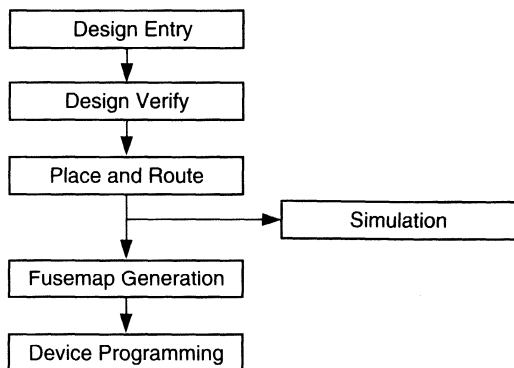 Design Entry
Design Verify
Place and Route
Simulation
Fusemap Generation
Device Programming